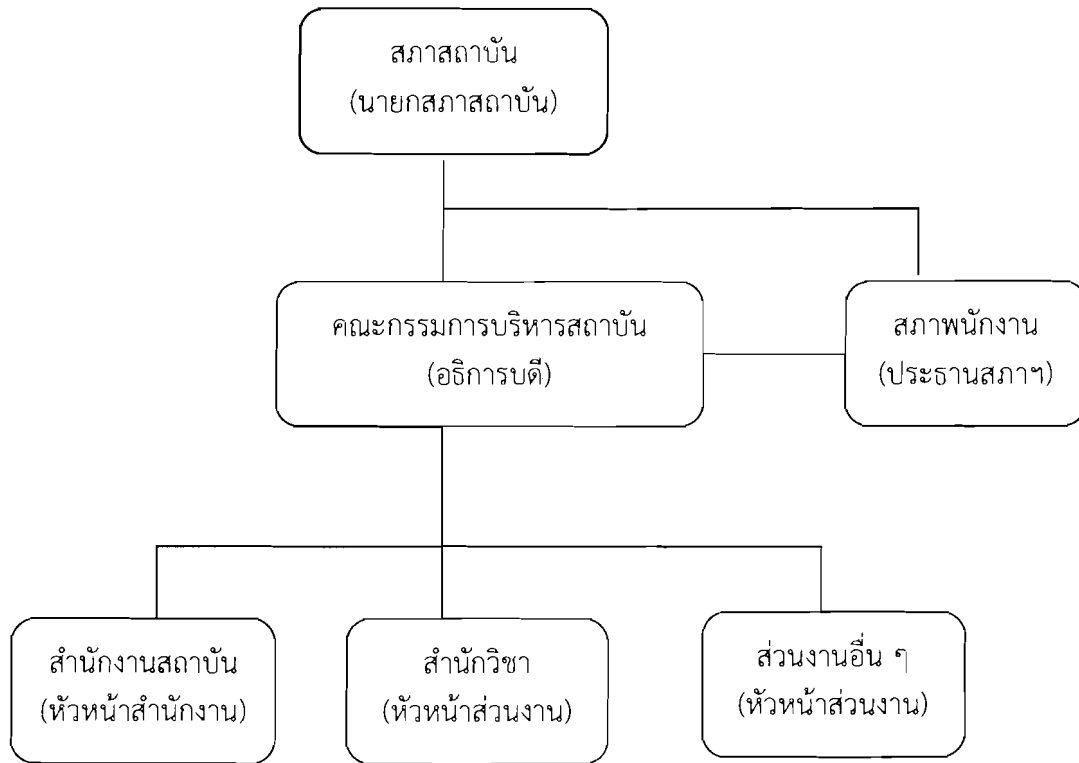 สภาสถาบัน
(นายกสภาสถาบัน)
คณะกรรมการบริหารสถาบัน
(อธิการบดี)
สภาพนักงาน
(ประธานสภาฯ)
สำนักงานสถาบัน
(หัวหน้าสำนักงาน)
สำนักวิชา
(หัวหน้าส่วนงาน)
ส่วนงานอื่น ๆ
(หัวหน้าส่วนงาน)